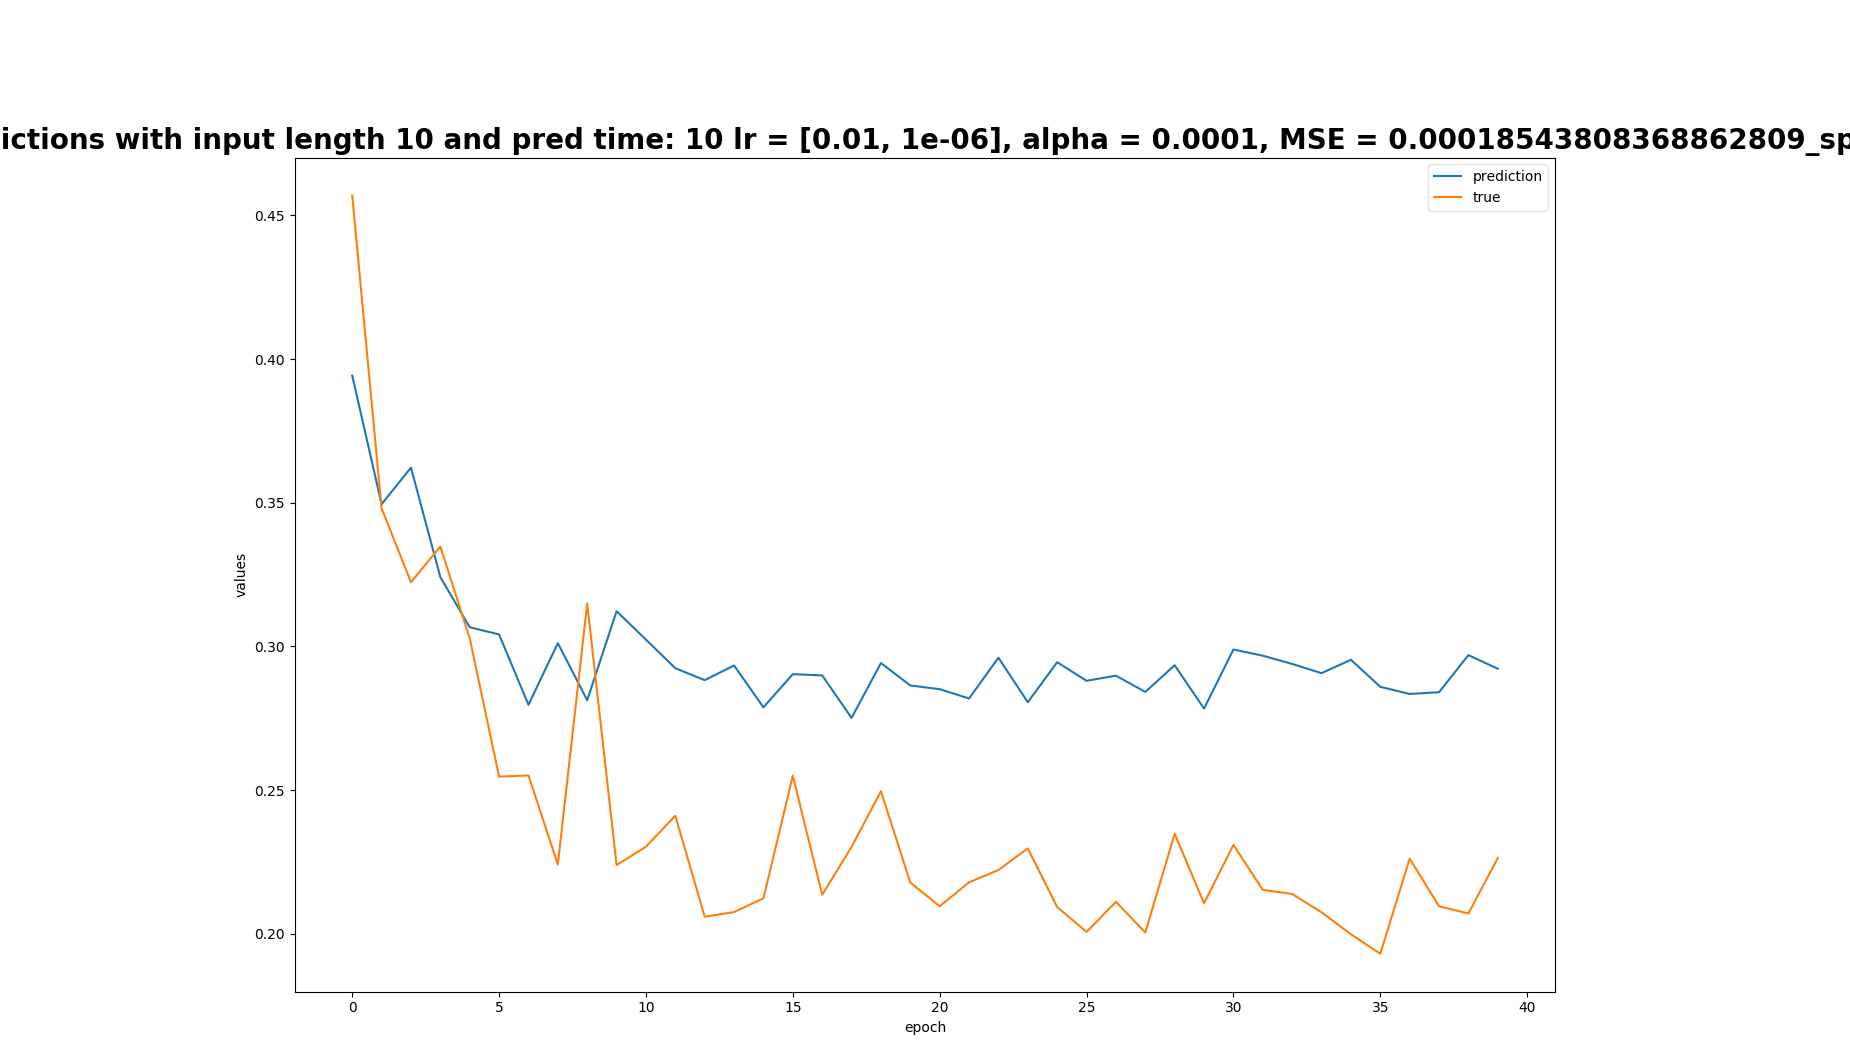 ictions with input length 10 and pred time: 10 lr = [0.01, 1e-06], alpha = 0.0001, MSE = 0.00018543808368862809_sp
prediction
true
0.45
0.40
0.35
0.30
0.25
0.20
values
0 5 10 15 20 25 30 35 40
epoch